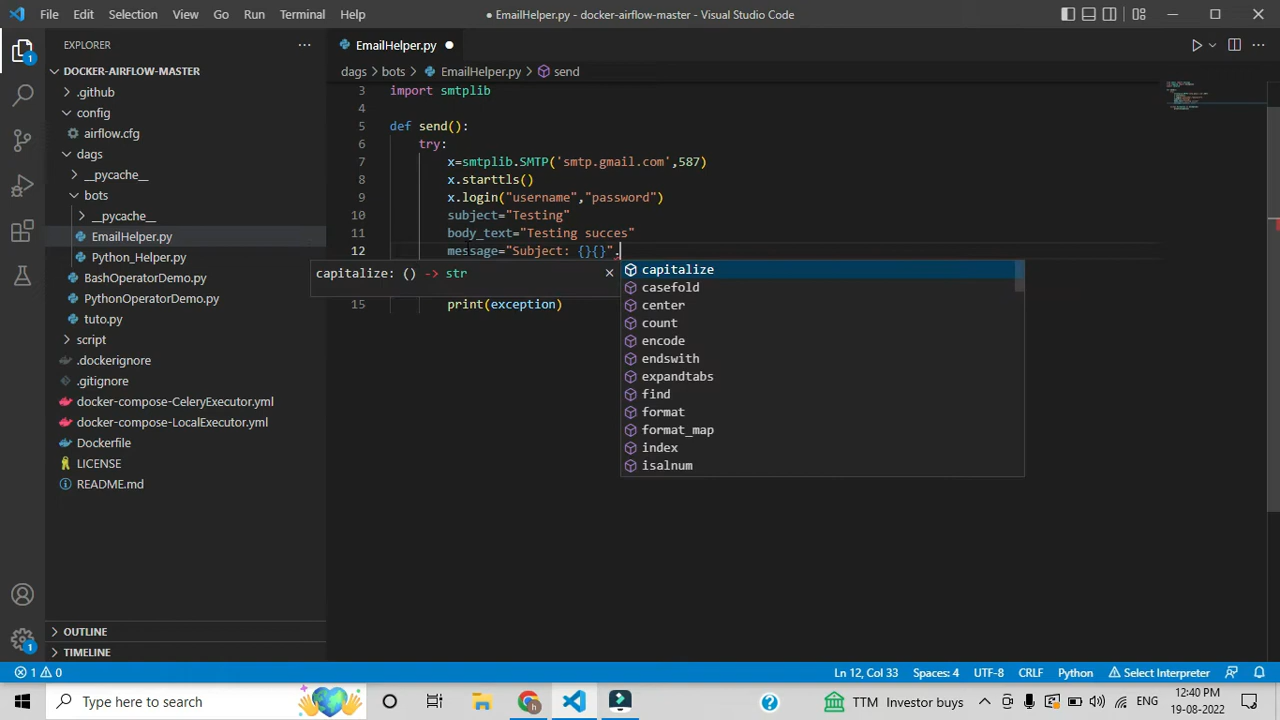 File Edit Selection View Go Run Terminal Help
● EmailHelper.py - docker-airflow-master - Visual Studio Code
EXPLORER
EmailHelper.py
DOCKER-AIRFLOW-MASTER
.github
config
airflow.cfg
dags
__pycache__
bots
__pycache__
EmailHelper.py
Python_Helper.py
BashOperatorDemo.py
PythonOperatorDemo.py
tuto.py
script
.dockerignore
.gitignore
docker-compose-CeleryExecutor.yml
docker-compose-LocalExecutor.yml
Dockerfile
LICENSE
README.md
OUTLINE
TIMELINE
1
1
dags > bots > EmailHelper.py > send
3 import smtplib
4
5 def send():
6 try:
7 x=smtplib.SMTP('smtp.gmail.com',587)
8 x.starttls()
9 x.login("username","password")
10 subject="Testing"
11 body_text="Testing succes"
12 message="Subject: {}{}".
capitalize: () -> str
15 print(exception)
capitalize
casefold
center
count
encode
endswith
expandtabs
find
format
format_map
index
isalnum
1 0
Ln 12, Col 33 Spaces: 4 UTF-8 CRLF Python Select Interpreter
Type here to search
TTM Investor buys
ENG
12:40 PM
19-08-2022